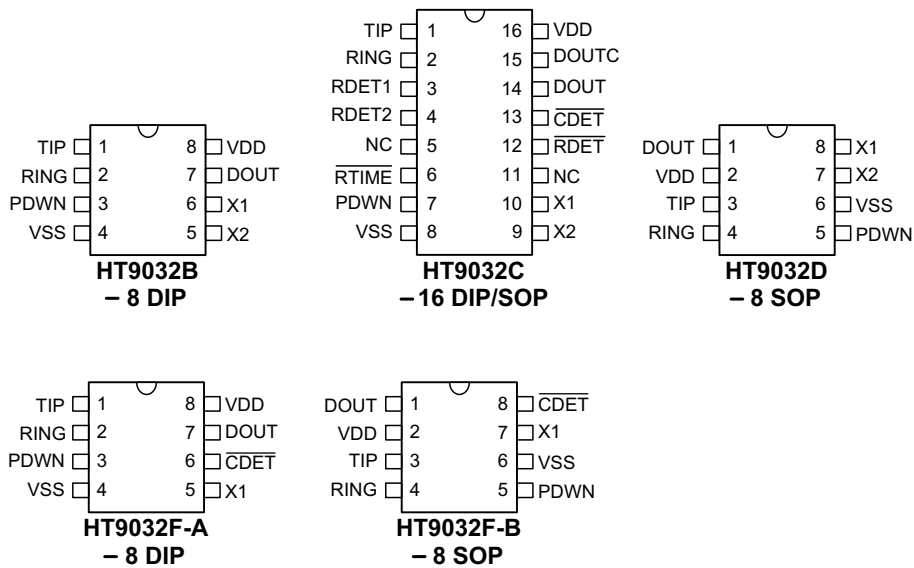 TIP 1 8 VDD
RING 2 7 DOUT
PDWN 3 6 X1
VSS 4 5 X2
HT9032B
– 8 DIP
TIP 1 16 VDD
RING 2 15 DOUTC
RDET1 3 14 DOUT
RDET2 4 13 CDET
NC 5 12 RDET
RTIME 6 11 NC
PDWN 7 10 X1
VSS 8 9 X2
HT9032C
– 16 DIP/SOP
DOUT 1 8 X1
VDD 2 7 X2
TIP 3 6 VSS
RING 4 5 PDWN
HT9032D
– 8 SOP
TIP 1 8 VDD
RING 2 7 DOUT
PDWN 3 6 CDET
VSS 4 5 X1
HT9032F-A
– 8 DIP
DOUT 1 8 CDET
VDD 2 7 X1
TIP 3 6 VSS
RING 4 5 PDWN
HT9032F-B
– 8 SOP